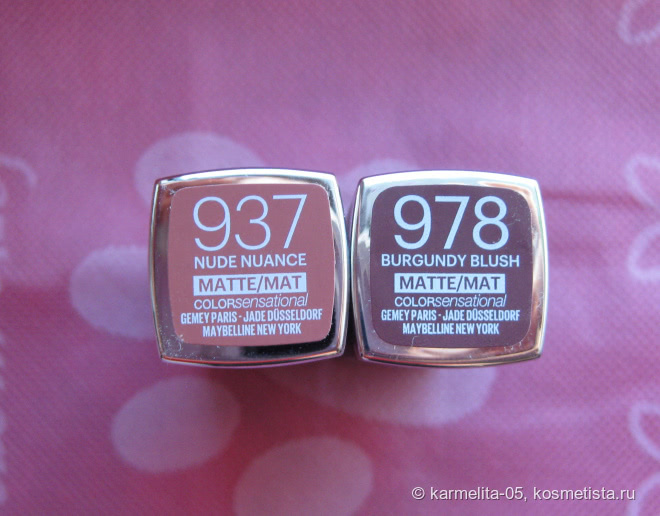 937
NUDE NUANCE
MATTE/MAT
COLORsensational
GEMEY PARIS - JADE DÜSSELDORF
MAYBELLINE NEW YORK
978
BURGUNDY BLUSH
MATTE/MAT
COLORsensational
GEMEY PARIS - JADE DÜSSELDORF
MAYBELLINE NEW YORK
© karmelita-05, kosmetista.ru